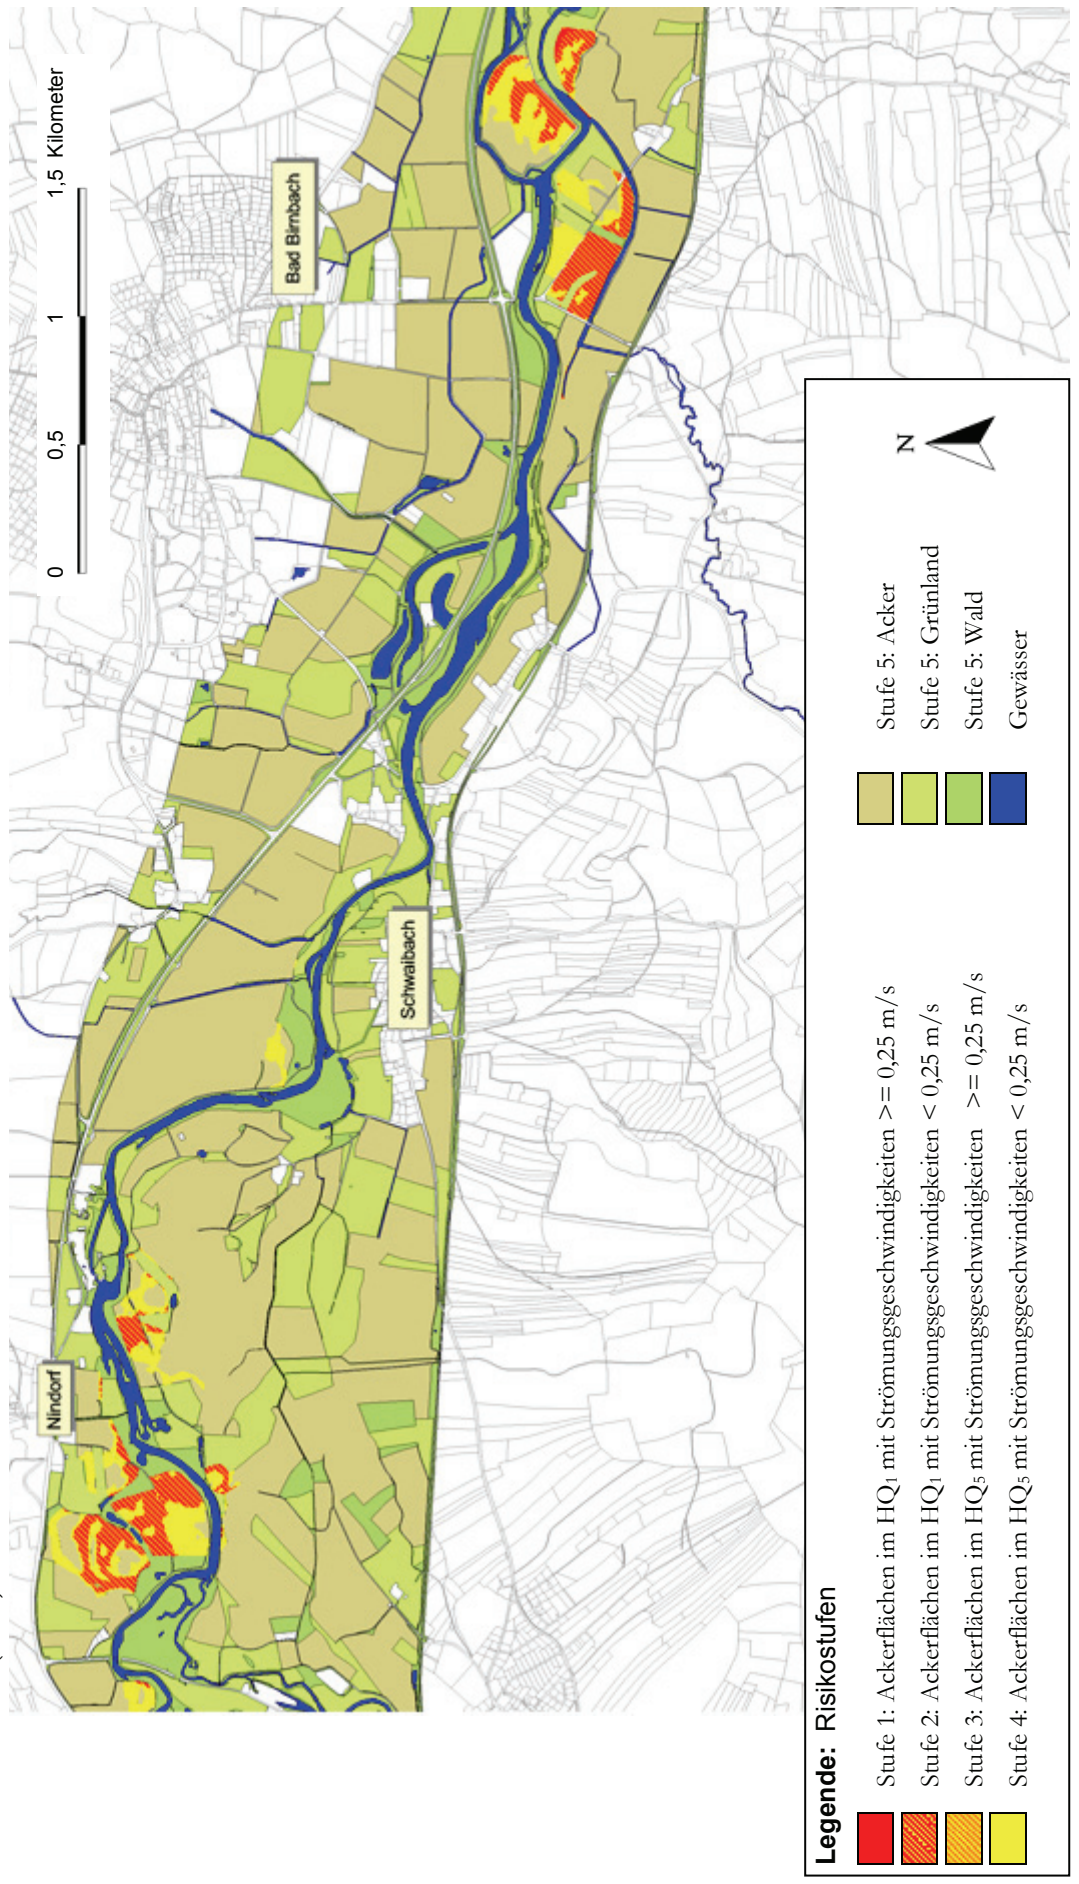 Nindorf
Schwaibach
Bad Birnbach
0 0,5 1 1,5 Kilometer
Legende: Risikostufen
Stufe 1: Ackerflächen im HQ1 mit Strömungsgeschwindigkeiten >= 0,25 m/s
Stufe 2: Ackerflächen im HQ1 mit Strömungsgeschwindigkeiten < 0,25 m/s
Stufe 3: Ackerflächen im HQ5 mit Strömungsgeschwindigkeiten >= 0,25 m/s
Stufe 4: Ackerflächen im HQ5 mit Strömungsgeschwindigkeiten < 0,25 m/s
Stufe 5: Acker
Stufe 5: Grünland
Stufe 5: Wald
Gewässer
N